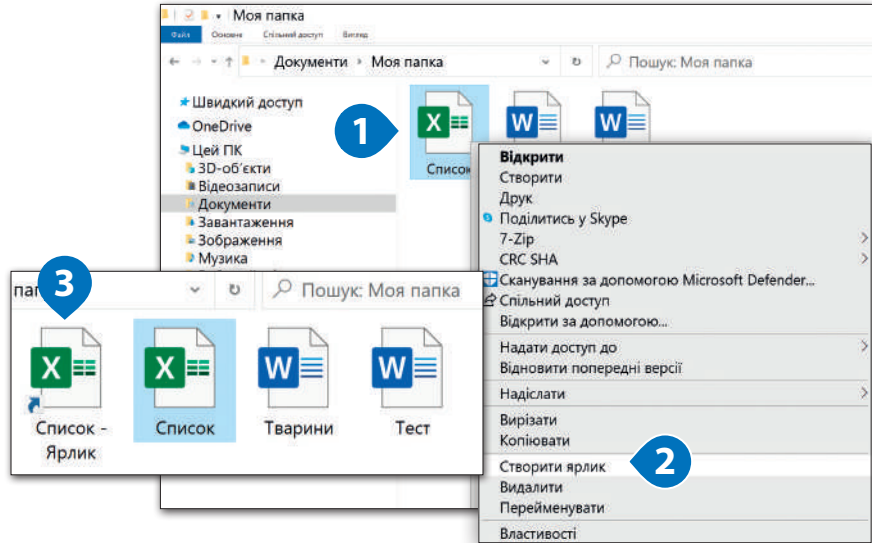 Моя папка
Файл Основне Спільний доступ Вигляд
Документи › Моя папка
Пошук: Моя папка
Швидкий доступ
OneDrive
Цей ПК
3D-об'єкти
Відеозаписи
Документи
Завантаження
Зображення
Музика
1
Список
Відкрити
Створити
Друк
Поділитись у Skype
7-Zip
CRC SHA
Сканування за допомогою Microsoft Defender...
Спільний доступ
Відкрити за допомогою...
Надати доступ до
Відновити попередні версії
Надіслати
Вирізати
Копіювати
Створити ярлик
2
Видалити
Перейменувати
Властивості
3
Пошук: Моя папка
Список - Ярлик
Список
Тварини
Тест